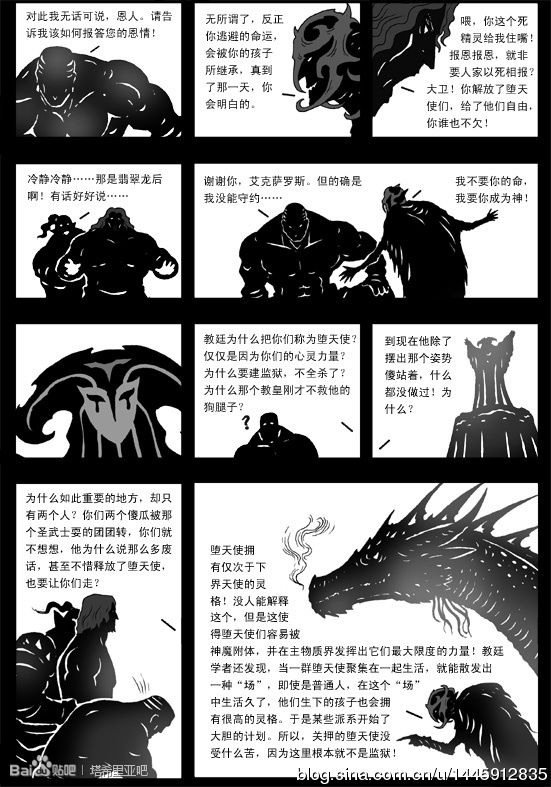 对此我无话可说，恩人。请告
诉我该如何报答您的恩情！
无所谓了，反正
你逃避的命运，
会被你的孩子
所继承，真到
了那一天，你
会明白的。
喂，你这个死
精灵给我住嘴！
报恩报恩，就非
要人家以死相报？
大卫！你解放了堕天
使们，给了他们自由，
你谁也不欠！
冷静冷静……那是翡翠龙后
啊！有话好好说……
谢谢你，艾克萨罗斯。但的确是
我没能守约……
我不要你的命，
我要你成为神！
教廷为什么把你们称为堕天使？
仅仅是因为你们的心灵力量？
为什么要建监狱，不全杀了？
为什么那个教皇刚才不救他的
狗腿子？
?
到现在他除了
摆出那个姿势
傻站着，什么
都没做过！为
什么？
为什么如此重要的地方，却只
有两个人？你们两个傻瓜被那
个圣武士耍的团团转，你们就
不想想，他为什么说那么多废
话，甚至不惜释放了堕天使，
也要让你们走？
堕天使拥
有仅次于下
界天使的灵
格！没人能解释
这个，但是这使
得堕天使们容易被
神魔附体，并在主物质界发挥出它们最大限度的力量！教廷
学者还发现，当一群堕天使聚集在一起生活，就能散发出
一种“场”，即使是普通人，在这个“场”
中生活久了，他们生下的孩子也会拥
有很高的灵格。于是某些派系开始了
大胆的计划。所以，关押的堕天使没
受什么苦，因为这里根本就不是监狱！
Bai贴吧 | 塔希里亚吧
blog.sina.com.cn/u/1445912835